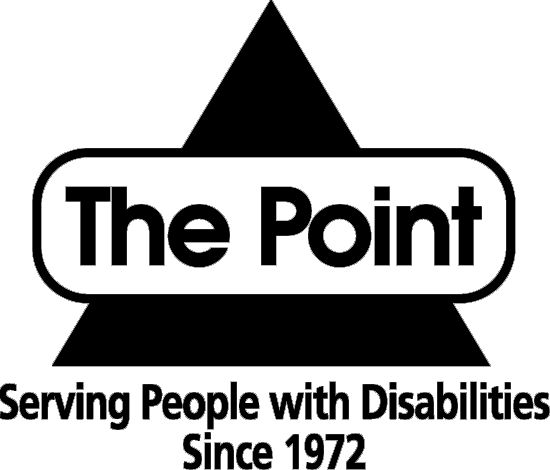 The Point
Serving People with Disabilities
Since 1972